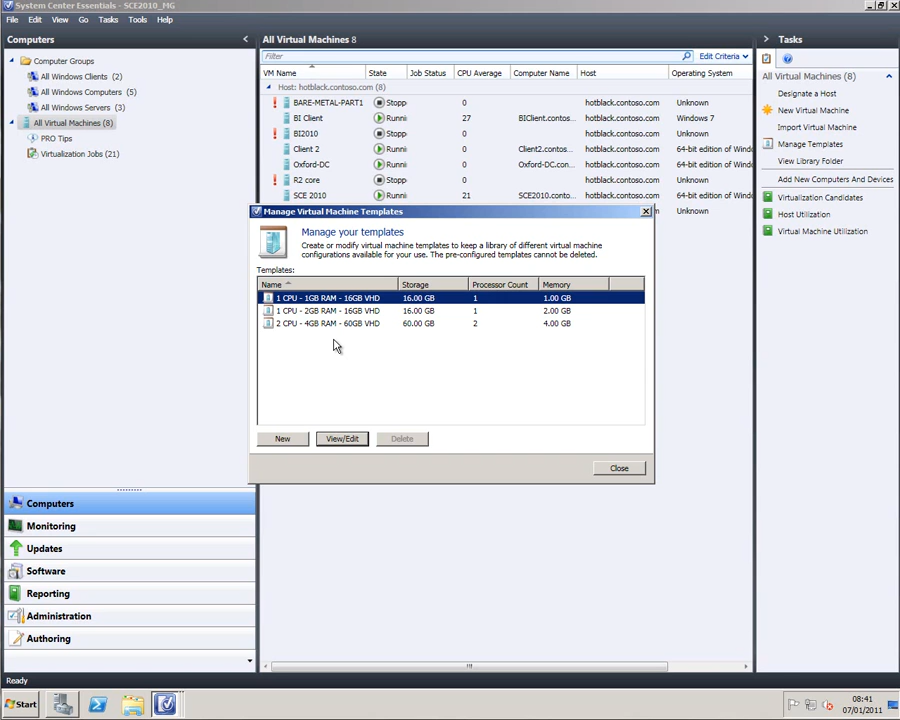 System Center Essentials - SCE2010_MG
File Edit View Go Tasks Tools Help
Computers
Computer Groups
All Windows Clients (2)
All Windows Computers (5)
All Windows Servers (3)
All Virtual Machines (8)
PRO Tips
Virtualization Jobs (21)
Computers
Monitoring
Updates
Software
Reporting
Administration
Authoring
All Virtual Machines 8
Filter Edit Criteria
VM Name State Job Status CPU Average Computer Name Host Operating System
Host: hotblack.contoso.com (8)
BARE-METAL-PART1 Stopp 0 hotblack.contoso.com Unknown
BI Client Runni 27 BIClient.contos... hotblack.contoso.com Windows 7
BI2010 Stopp 0 hotblack.contoso.com Unknown
Client 2 Runni 0 Client2.contos... hotblack.contoso.com 64-bit edition of Windo
Oxford-DC Runni 0 Oxford-DC.cont... hotblack.contoso.com 64-bit edition of Windo
R2 core Stopp 0 hotblack.contoso.com Unknown
SCE 2010 Runni 21 SCE2010.conto... hotblack.contoso.com 64-bit edition of Windo
Unknown
Manage Virtual Machine Templates
Manage your templates
Create or modify virtual machine templates to keep a library of different virtual machine
configurations available for your use. The pre-configured templates cannot be deleted.
Templates:
Name Storage Processor Count Memory
1 CPU - 1GB RAM - 16GB VHD 16.00 GB 1 1.00 GB
1 CPU - 2GB RAM - 16GB VHD 16.00 GB 1 2.00 GB
2 CPU - 4GB RAM - 60GB VHD 60.00 GB 2 4.00 GB
New View/Edit Delete
Close
Tasks
All Virtual Machines (8)
Designate a Host
New Virtual Machine
Import Virtual Machine
Manage Templates
View Library Folder
Add New Computers And Devices
Virtualization Candidates
Host Utilization
Virtual Machine Utilization
Ready
Start
08:41
07/01/2011